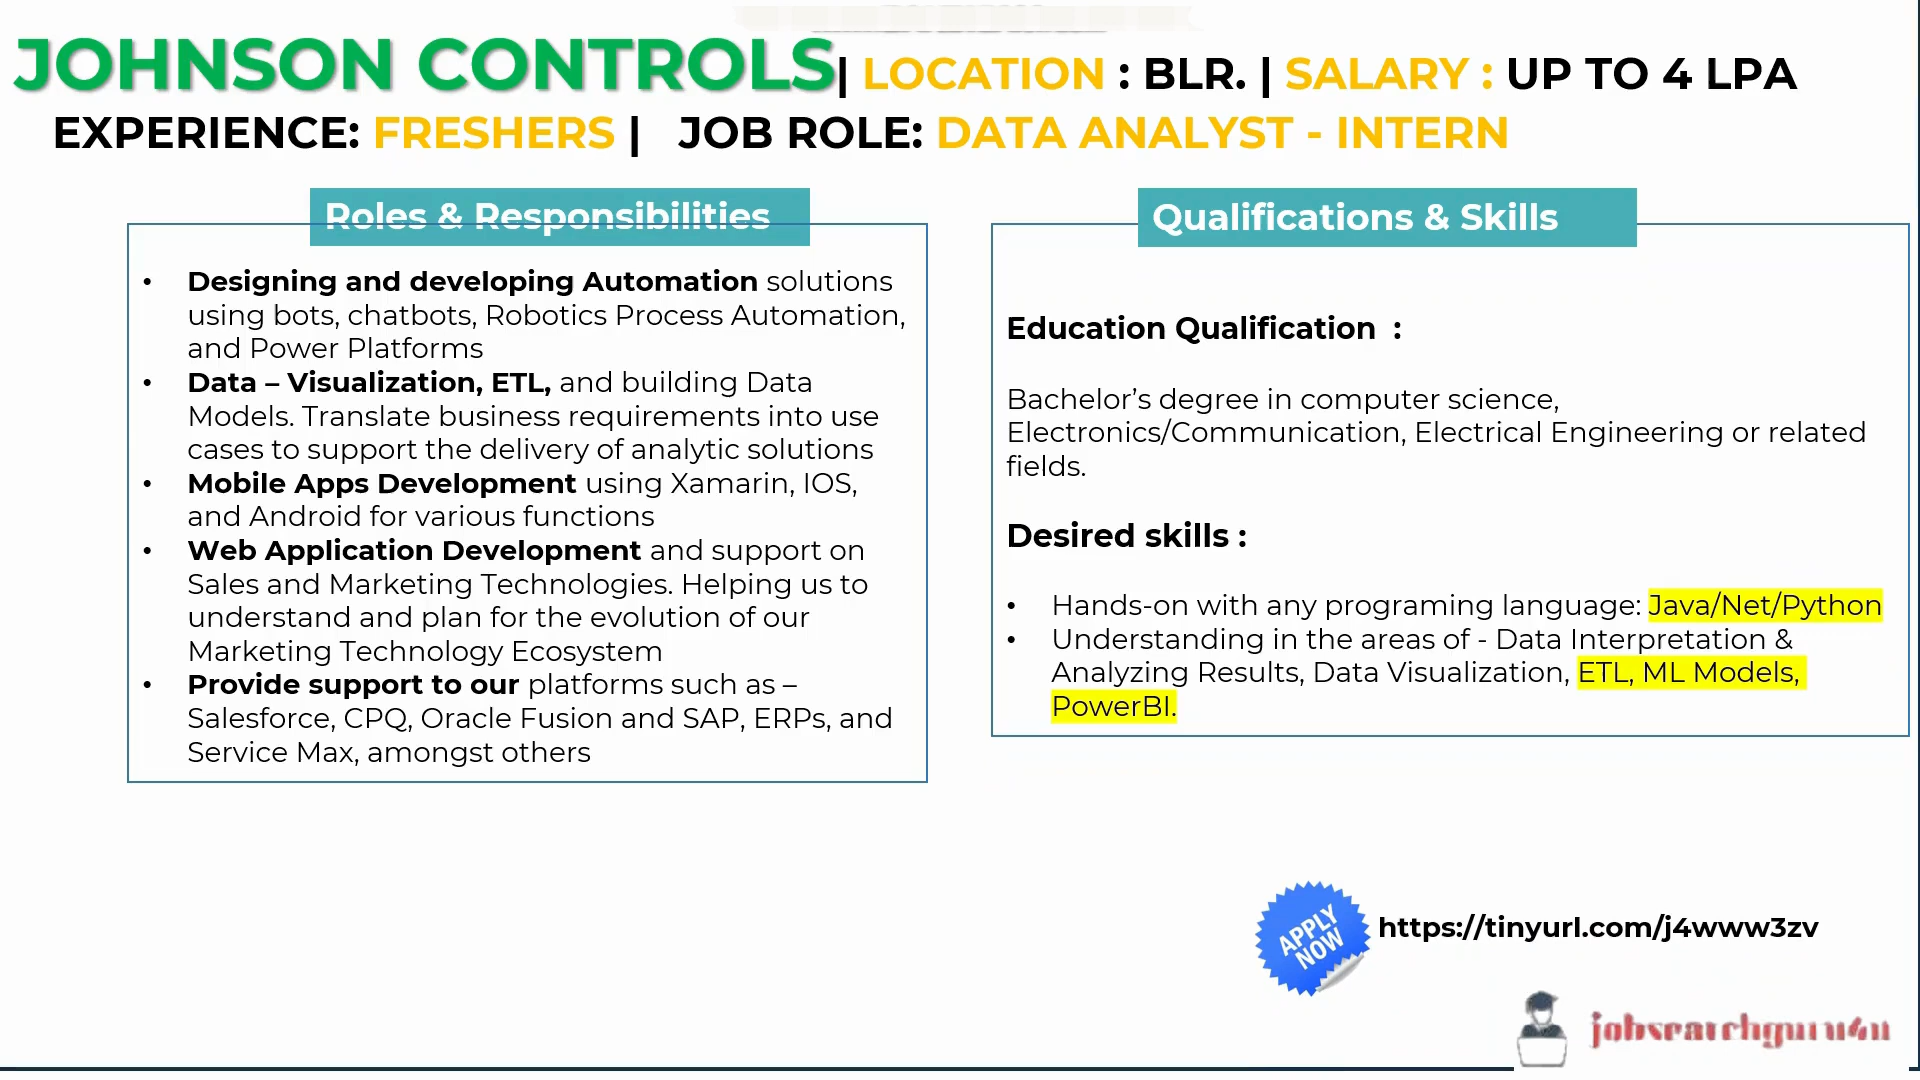 JOHNSON CONTROLS| LOCATION : BLR. | SALARY : UP TO 4 LPA
EXPERIENCE: FRESHERS | JOB ROLE: DATA ANALYST - INTERN
Roles & Responsibilities
• Designing and developing Automation solutions
using bots, chatbots, Robotics Process Automation,
and Power Platforms
• Data – Visualization, ETL, and building Data
Models. Translate business requirements into use
cases to support the delivery of analytic solutions
• Mobile Apps Development using Xamarin, IOS,
and Android for various functions
• Web Application Development and support on
Sales and Marketing Technologies. Helping us to
understand and plan for the evolution of our
Marketing Technology Ecosystem
• Provide support to our platforms such as –
Salesforce, CPQ, Oracle Fusion and SAP, ERPs, and
Service Max, amongst others
Qualifications & Skills
Education Qualification :
Bachelor’s degree in computer science,
Electronics/Communication, Electrical Engineering or related
fields.
Desired skills :
• Hands-on with any programing language: Java/Net/Python
• Understanding in the areas of - Data Interpretation &
Analyzing Results, Data Visualization, ETL, ML Models,
PowerBI.
APPLY
NOW
https://tinyurl.com/j4www3zv
jobsearchguru4u